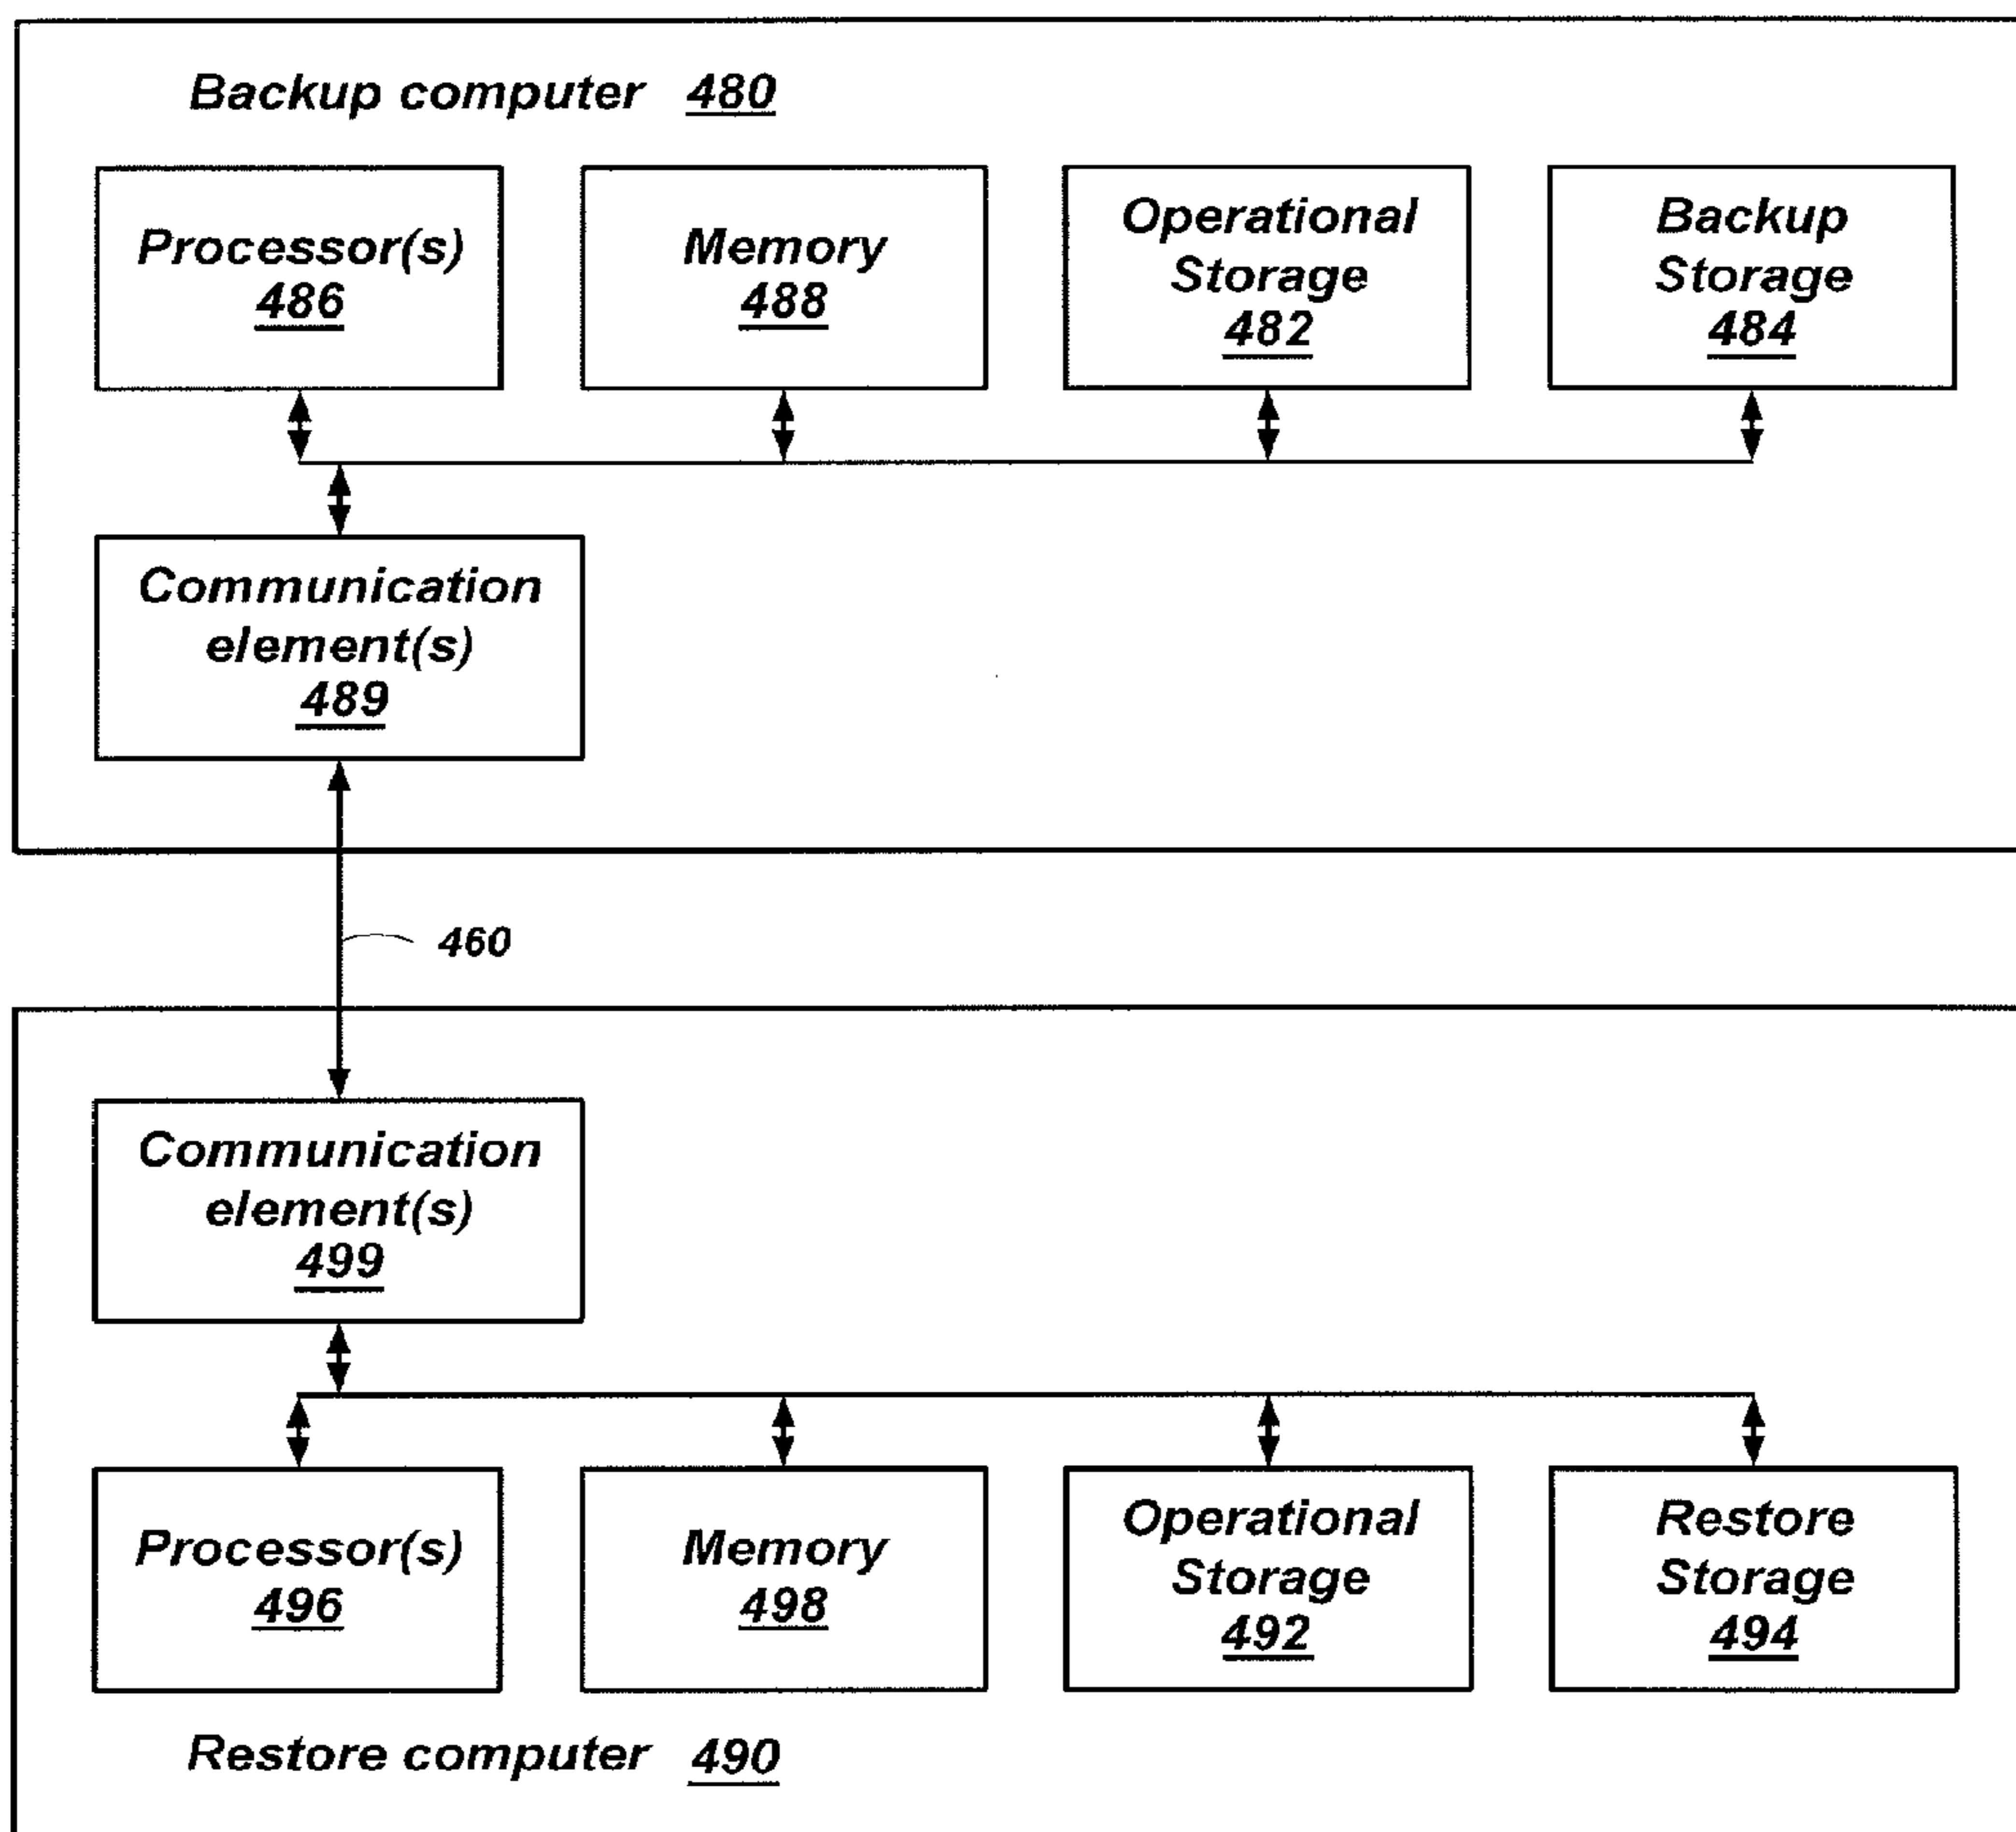 Backup computer 480
Processor(s)
486
Memory
488
Operational
Storage
482
Backup
Storage
484
Communication
element(s)
489
460
Communication
element(s)
499
Processor(s)
496
Memory
498
Operational
Storage
492
Restore
Storage
494
Restore computer 490